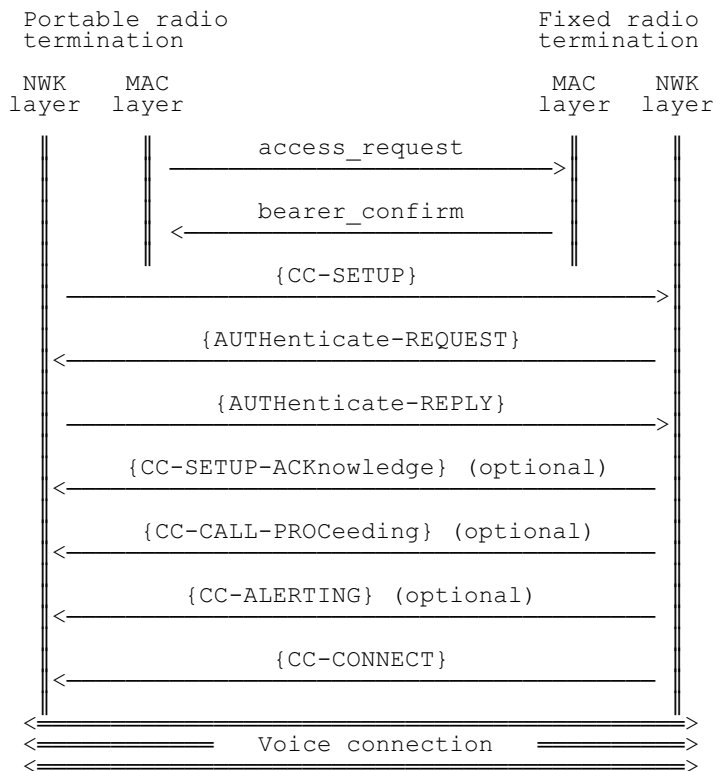 Portable radio Fixed radio
termination termination
NWK MAC MAC NWK
layer layer layer layer
access_request
bearer_confirm
{CC-SETUP}
{AUTHenticate-REQUEST}
{AUTHenticate-REPLY}
{CC-SETUP-ACKnowledge} (optional)
{CC-CALL-PROCeeding} (optional)
{CC-ALERTING} (optional)
{CC-CONNECT}
Voice connection